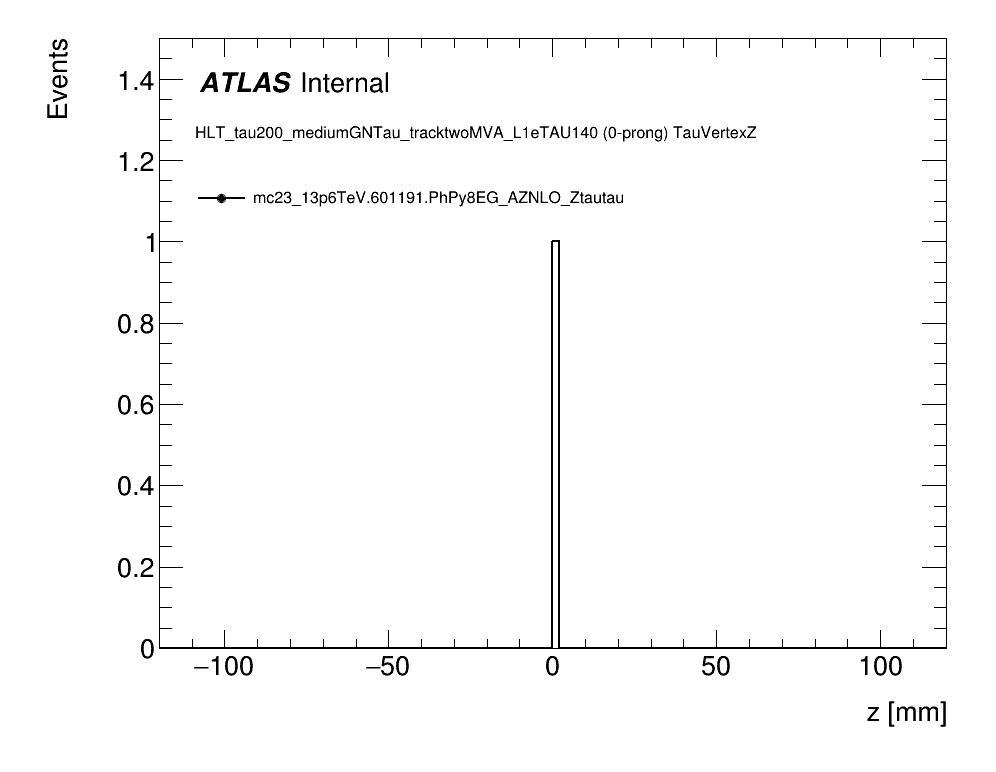 Events
1.4
1.2
1
0.8
0.6
0.4
0.2
0
ATLAS Internal
HLT_tau200_mediumGNTau_tracktwoMVA_L1eTAU140 (0-prong) TauVertexZ
mc23_13p6TeV.601191.PhPy8EG_AZNLO_Ztautau
−100 −50 0 50 100
z [mm]